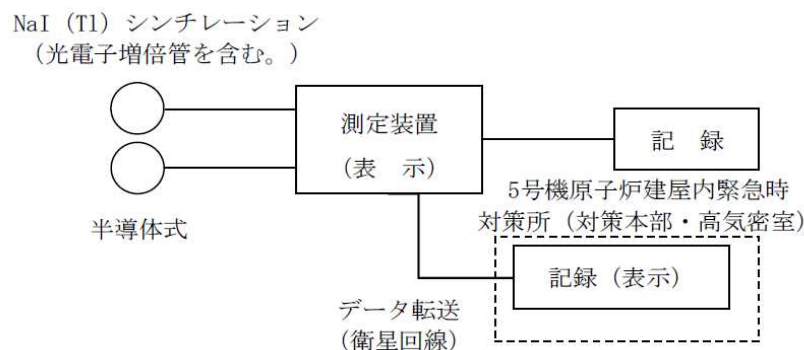 NaI（Tl）シンチレーション
（光電子増倍管を含む。）
測定装置
（表　示）
記　録
半導体式
5号機原子炉建屋内緊急時
対策所（対策本部・高気密室）
記録（表示）
データ転送
（衛星回線）